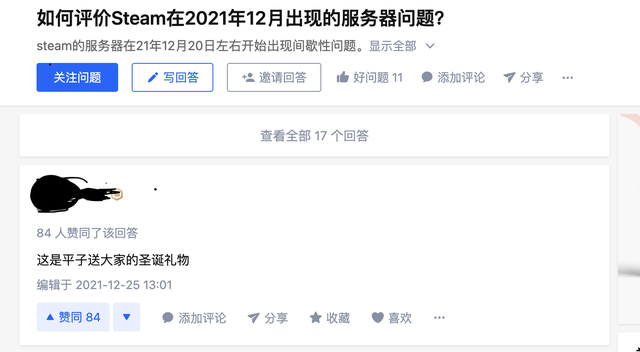 如何评价Steam在2021年12月出现的服务器问题?
steam的服务器在21年12月20日左右开始出现间歇性问题。显示全部
关注问题 写回答 邀请回答 好问题 11 添加评论 分享
查看全部 17 个回答
84 人赞同了该回答
这是平子送大家的圣诞礼物
编辑于 2021-12-25 13:01
赞同 84 添加评论 分享 收藏 喜欢